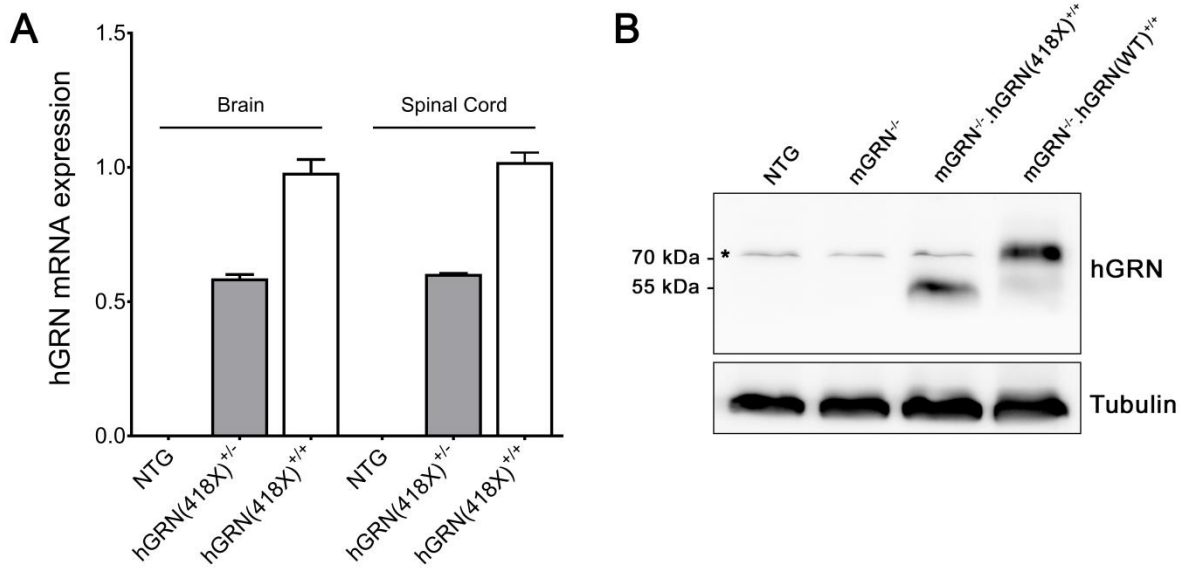 A
hGRN mRNA expression
1.5
1.0
0.5
0.0
Brain
Spinal Cord
NTG
hGRN(418X)+/-
hGRN(418X)+/+
NTG
hGRN(418X)+/-
hGRN(418X)+/+
B
NTG
mGRN-/-
mGRN-/-.hGRN(418X)+/+
mGRN-/-.hGRN(WT)+/+
70 kDa - *
55 kDa -
hGRN
Tubulin